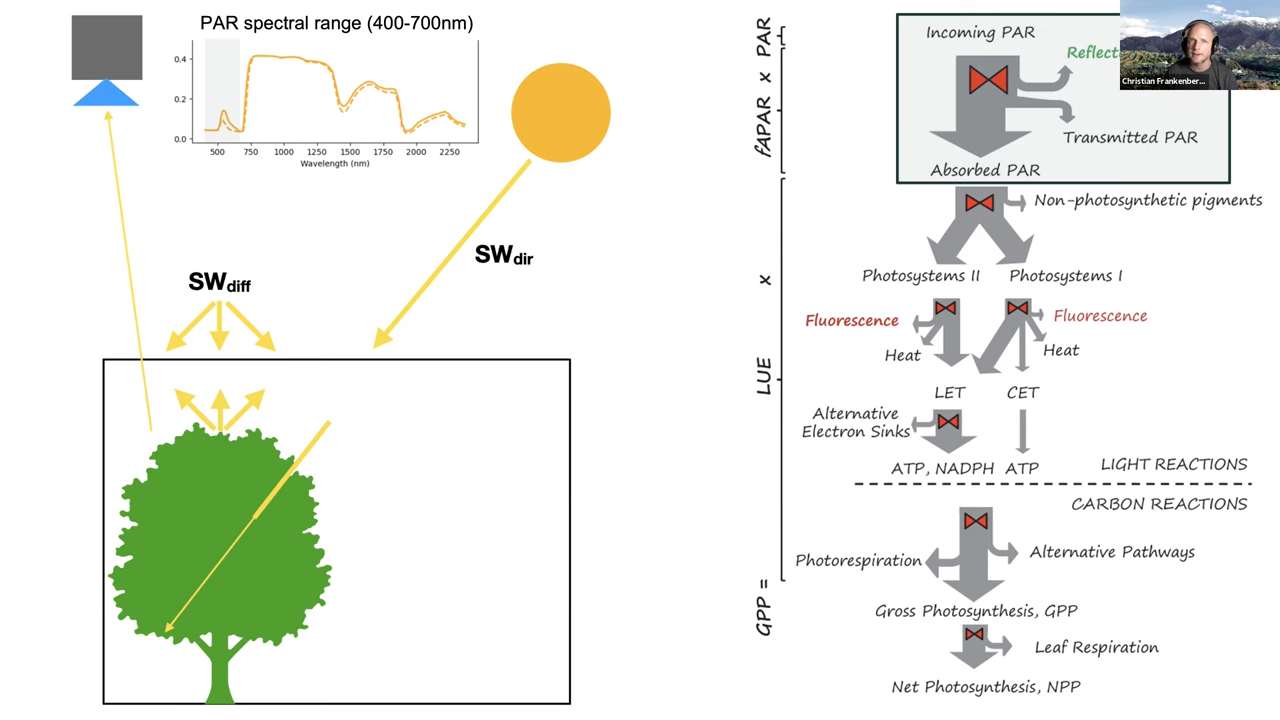 PAR spectral range (400-700nm)
0.4
0.2
0.0
500 750 1000 1250 1500 1750 2000 2250
Wavelength (nm)
SWdir
SWdiff
GPP = LUE x fAPAR x PAR
Incoming PAR
Reflect
Christian Frankenber...
Transmitted PAR
Absorbed PAR
Non-photosynthetic pigments
Photosystems II
Photosystems I
Fluorescence
Fluorescence
Heat
Heat
LET
CET
Alternative
Electron Sinks
ATP, NADPH
ATP
LIGHT REACTIONS
CARBON REACTIONS
Photorespiration
Alternative Pathways
Gross Photosynthesis, GPP
Leaf Respiration
Net Photosynthesis, NPP